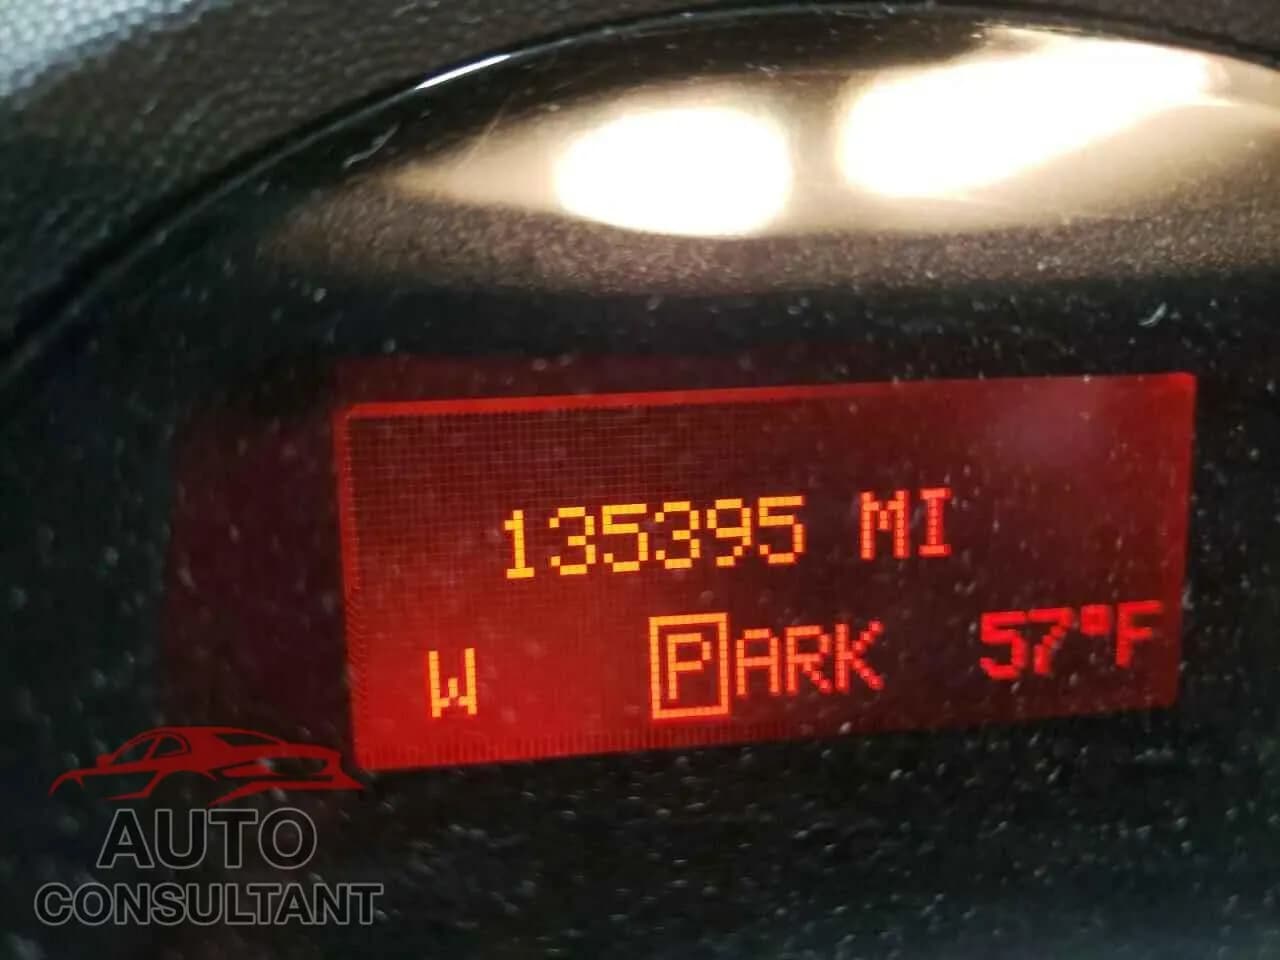 135395 MI
W PARK 57°F
AUTO
CONSULTANT